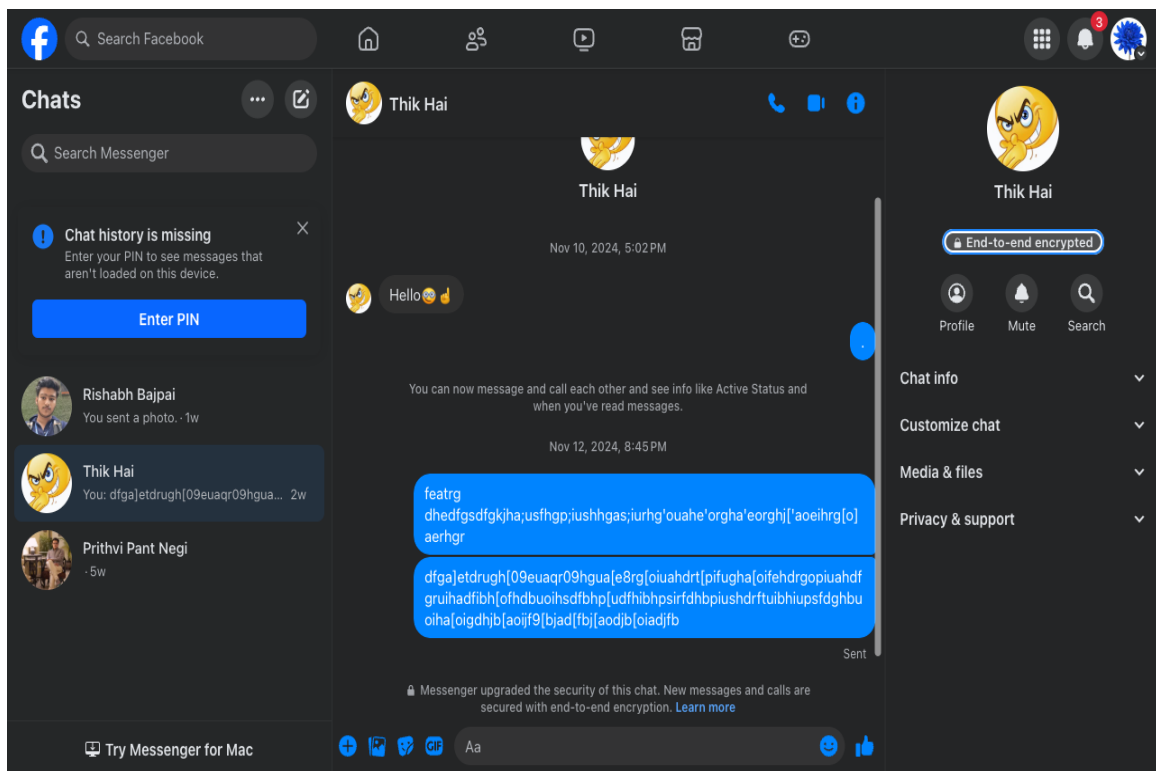 Search Facebook
3
Chats
Search Messenger
Chat history is missing
Enter your PIN to see messages that
aren't loaded on this device.
Enter PIN
Rishabh Bajpai
You sent a photo. · 1w
Thik Hai
You: dfga]etdrugh[09euaqr09hgua... 2w
Prithvi Pant Negi
· 5w
Try Messenger for Mac
Thik Hai
Thik Hai
Nov 10, 2024, 5:02 PM
Hello🥸☝️
.
You can now message and call each other and see info like Active Status and
when you've read messages.
Nov 12, 2024, 8:45 PM
featrg
dhedfgsdfgkjha;usfhgp;iushhgas;iurhg'ouahe'orgha'eorghj['aoeihrg[o]
aerhgr
dfga]etdrugh[09euaqr09hgua[e8rg[oiuahdrt[pifugha[oifehdrgopiuahdf
gruihadfibh[ofhdbuoihsdfbhp[udfhibhpsirfdhbpiushdrftuibhiupsfdghbu
oiha[oigdhjb[aoijf9[bjad[fbj[aodjb[oiadjfb
Sent
Messenger upgraded the security of this chat. New messages and calls are
secured with end-to-end encryption. Learn more
GIF
Aa
Thik Hai
End-to-end encrypted
Profile
Mute
Search
Chat info
Customize chat
Media & files
Privacy & support